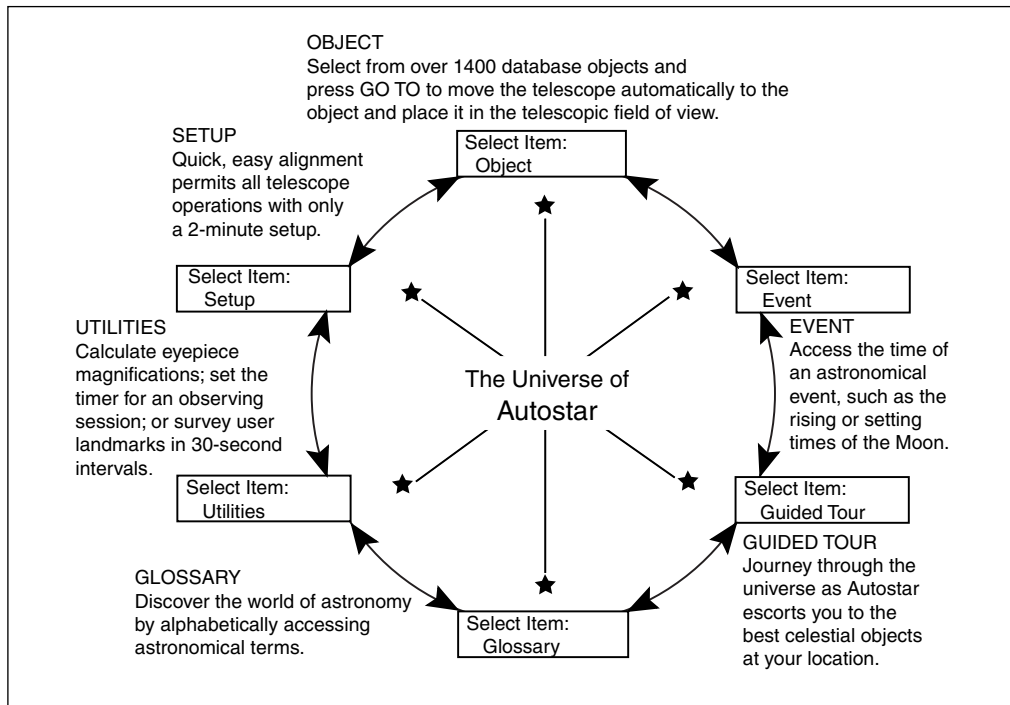 OBJECT
Select from over 1400 database objects and
press GO TO to move the telescope automatically to the
object and place it in the telescopic field of view.
Select Item:
Object
SETUP
Quick, easy alignment
permits all telescope
operations with only
a 2-minute setup.
Select Item:
Setup
Select Item:
Event
EVENT
Access the time of
an astronomical
event, such as the
rising or setting
times of the Moon.
UTILITIES
Calculate eyepiece
magnifications; set the
timer for an observing
session; or survey user
landmarks in 30-second
intervals.
The Universe of
Autostar
Select Item:
Utilities
Select Item:
Guided Tour
GUIDED TOUR
Journey through the
universe as Autostar
escorts you to the
best celestial objects
at your location.
GLOSSARY
Discover the world of astronomy
by alphabetically accessing
astronomical terms.
Select Item:
Glossary